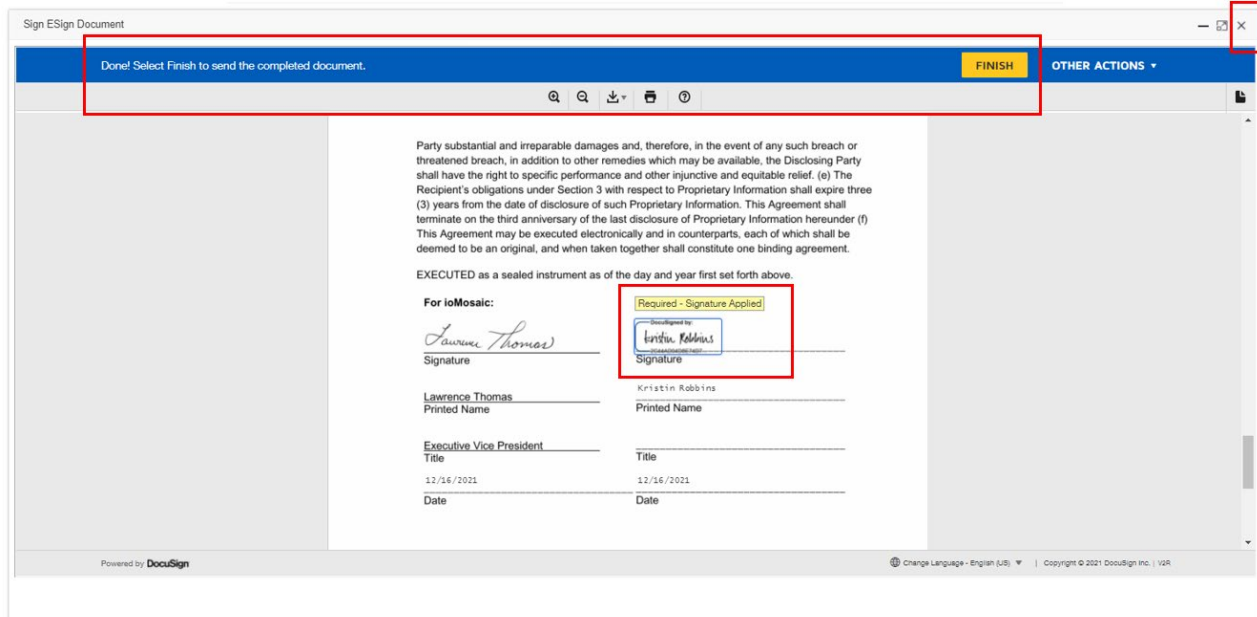 Sign ESign Document
Done! Select Finish to send the completed document.
FINISH
OTHER ACTIONS
Party substantial and irreparable damages and, therefore, in the event of any such breach or
threatened breach, in addition to other remedies which may be available, the Disclosing Party
shall have the right to specific performance and other injunctive and equitable relief. (e) The
Recipient's obligations under Section 3 with respect to Proprietary Information shall expire three
(3) years from the date of disclosure of such Proprietary Information. This Agreement shall
terminate on the third anniversary of the last disclosure of Proprietary Information hereunder (f)
This Agreement may be executed electronically and in counterparts, each of which shall be
deemed to be an original, and when taken together shall constitute one binding agreement.
EXECUTED as a sealed instrument as of the day and year first set forth above.
For ioMosaic:
Required - Signature Applied
DocuSigned by:
Lawrence Thomas
Kristin Robbins
Signature
Signature
Kristin Robbins
Lawrence Thomas
Printed Name
Printed Name
Executive Vice President
Title
Title
12/16/2021
12/16/2021
Date
Date
Powered by DocuSign
Change Language - English (US)
| Copyright © 2021 DocuSign Inc. | V2R